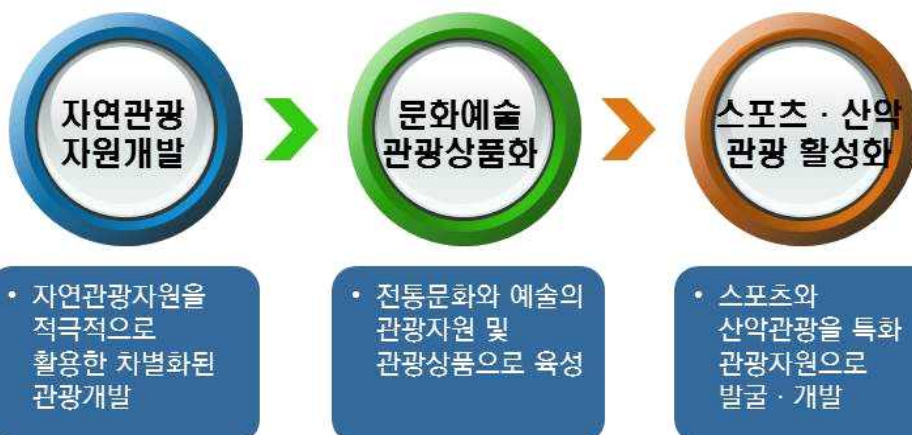 자연관광
자원개발
문화예술
관광상품화
스포츠 · 산악
관광 활성화
• 자연관광자원을
적극적으로
활용한 차별화된
관광개발
• 전통문화와 예술의
관광자원 및
관광상품으로 육성
• 스포츠와
산악관광을 특화
관광자원으로
발굴 · 개발